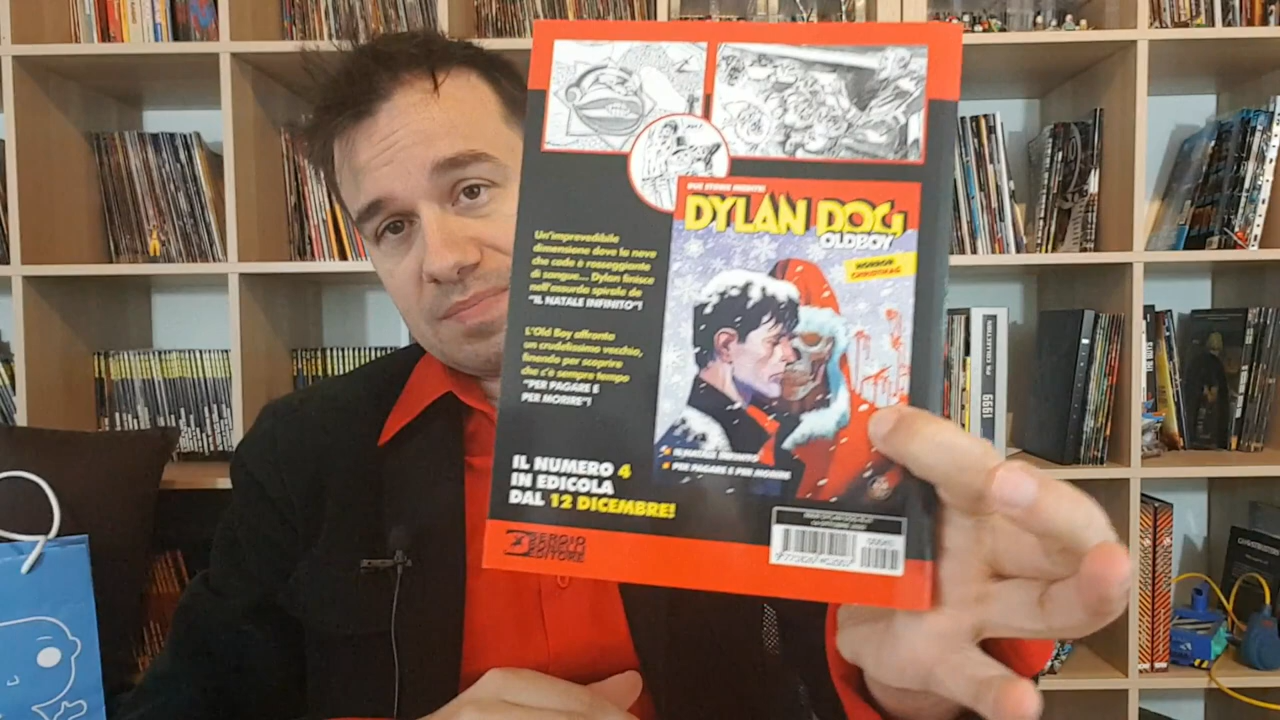 DUE STORIE INEDITE!
DYLAN DOG
OLDBOY
HORROR
CHRISTMAS
Un'imprevedibile
dimensione dove la neve
che cade è rosseggiante
di sangue... Dylan finisce
nell'assurda spirale de
"IL NATALE INFINITO"!
L'Old Boy affronta
un crudelissimo vecchio,
finendo per scoprire
che c'è sempre tempo
"PER PAGARE E
PER MORIRE"!
IL NATALE INFINITO
PER PAGARE E PER MORIRE
IL NUMERO 4
IN EDICOLA
DAL 12 DICEMBRE!
SERGIO
BONELLI
EDITORE
PK COLLECTION
1999